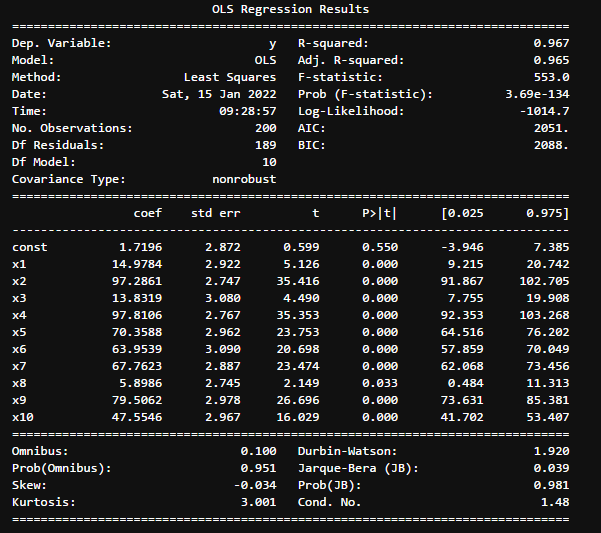 OLS Regression Results
==============================================================================
Dep. Variable:                      y   R-squared:                       0.967
Model:                            OLS   Adj. R-squared:                  0.965
Method:                 Least Squares   F-statistic:                     553.0
Date:                Sat, 15 Jan 2022   Prob (F-statistic):          3.69e-134
Time:                        09:28:57   Log-Likelihood:                -1014.7
No. Observations:                 200   AIC:                             2051.
Df Residuals:                     189   BIC:                             2088.
Df Model:                          10
Covariance Type:            nonrobust
==============================================================================
                 coef    std err          t      P>|t|      [0.025      0.975]
------------------------------------------------------------------------------
const          1.7196      2.872      0.599      0.550      -3.946       7.385
x1            14.9784      2.922      5.126      0.000       9.215      20.742
x2            97.2861      2.747     35.416      0.000      91.867     102.705
x3            13.8319      3.080      4.490      0.000       7.755      19.908
x4            97.8106      2.767     35.353      0.000      92.353     103.268
x5            70.3588      2.962     23.753      0.000      64.516      76.202
x6            63.9539      3.090     20.698      0.000      57.859      70.049
x7            67.7623      2.887     23.474      0.000      62.068      73.456
x8             5.8986      2.745      2.149      0.033       0.484      11.313
x9            79.5062      2.978     26.696      0.000      73.631      85.381
x10           47.5546      2.967     16.029      0.000      41.702      53.407
==============================================================================
Omnibus:                        0.100   Durbin-Watson:                   1.920
Prob(Omnibus):                  0.951   Jarque-Bera (JB):                0.039
Skew:                          -0.034   Prob(JB):                        0.981
Kurtosis:                       3.001   Cond. No.                         1.48
==============================================================================